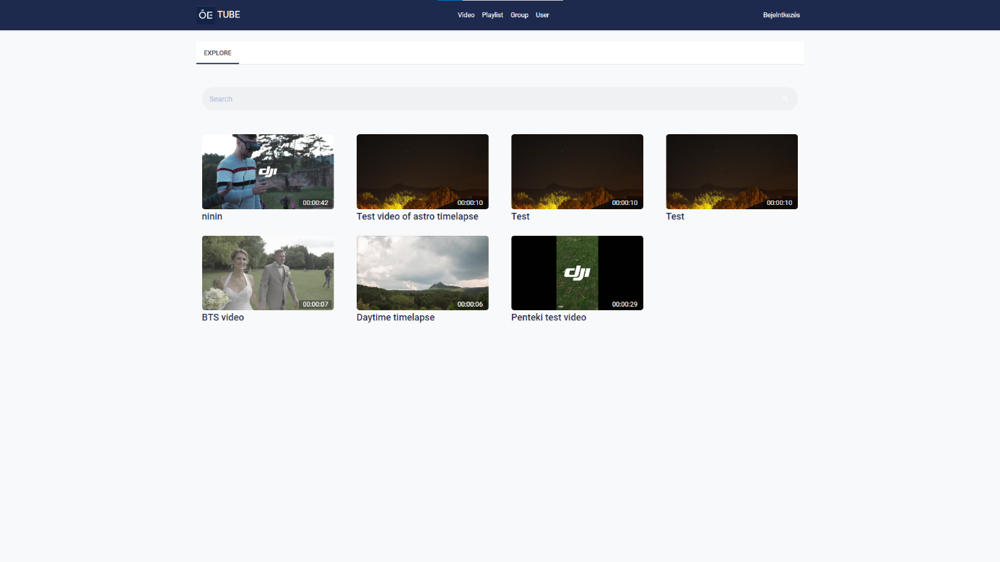 ŌE TUBE
Video Playlist Group User
Bejelntkezés
EXPLORE
Search
dji
00:00:42
00:00:10
00:00:10
00:00:10
ninin
Test video of astro timelapse
Test
Test
00:00:07
00:00:06
dji
00:00:29
BTS video
Daytime timelapse
Penteki test video